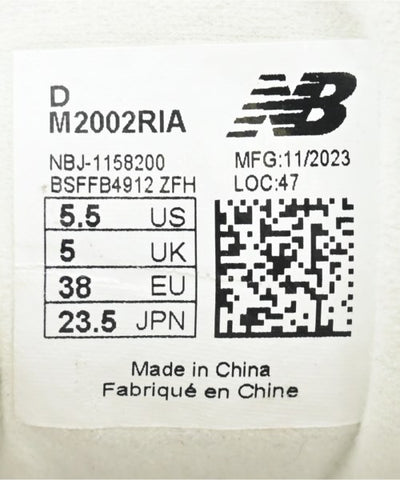 D
M2002RIA
NB
NBJ-1158200
MFG:11/2023
BSFFB4912 ZFH
LOC:47
5.5 US
5 UK
38 EU
23.5 JPN
Made in China
Fabriqué en Chine